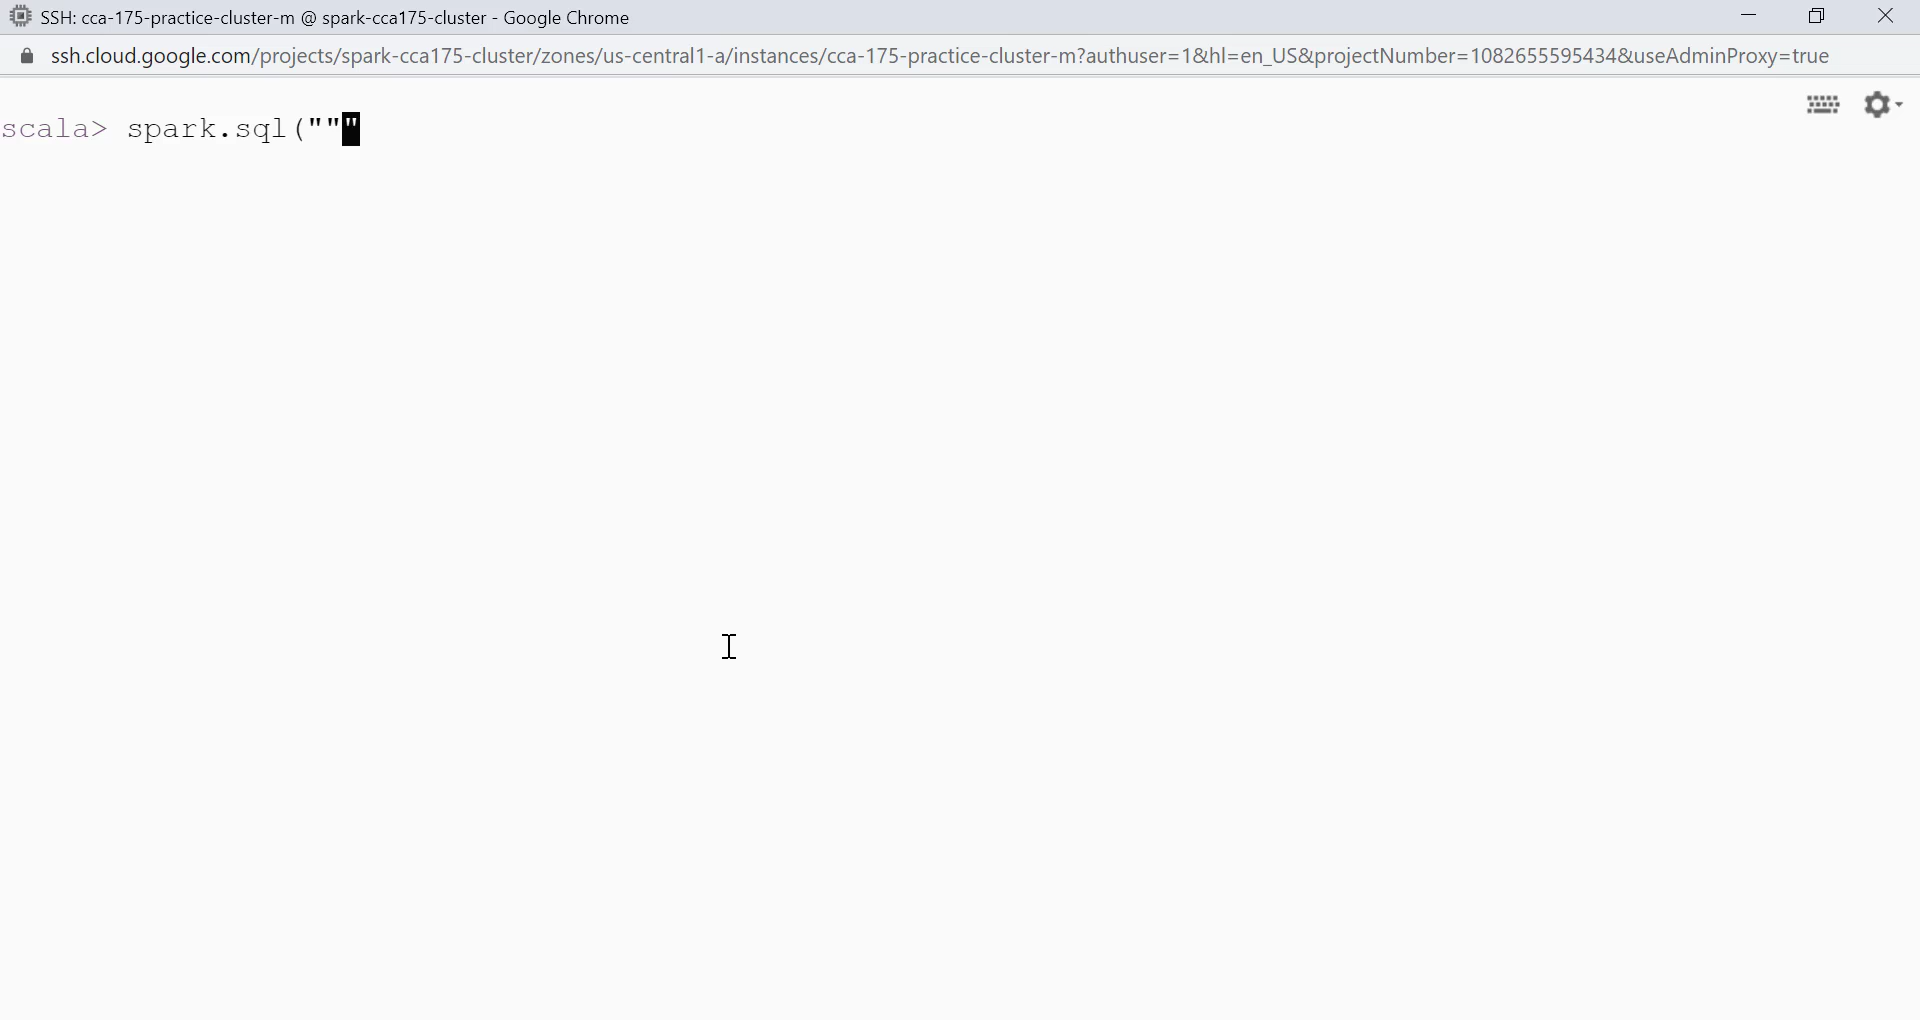 SSH: cca-175-practice-cluster-m @ spark-cca175-cluster - Google Chrome
ssh.cloud.google.com/projects/spark-cca175-cluster/zones/us-central1-a/instances/cca-175-practice-cluster-m?authuser=1&hl=en_US&projectNumber=1082655595434&useAdminProxy=true
scala> spark.sql("""